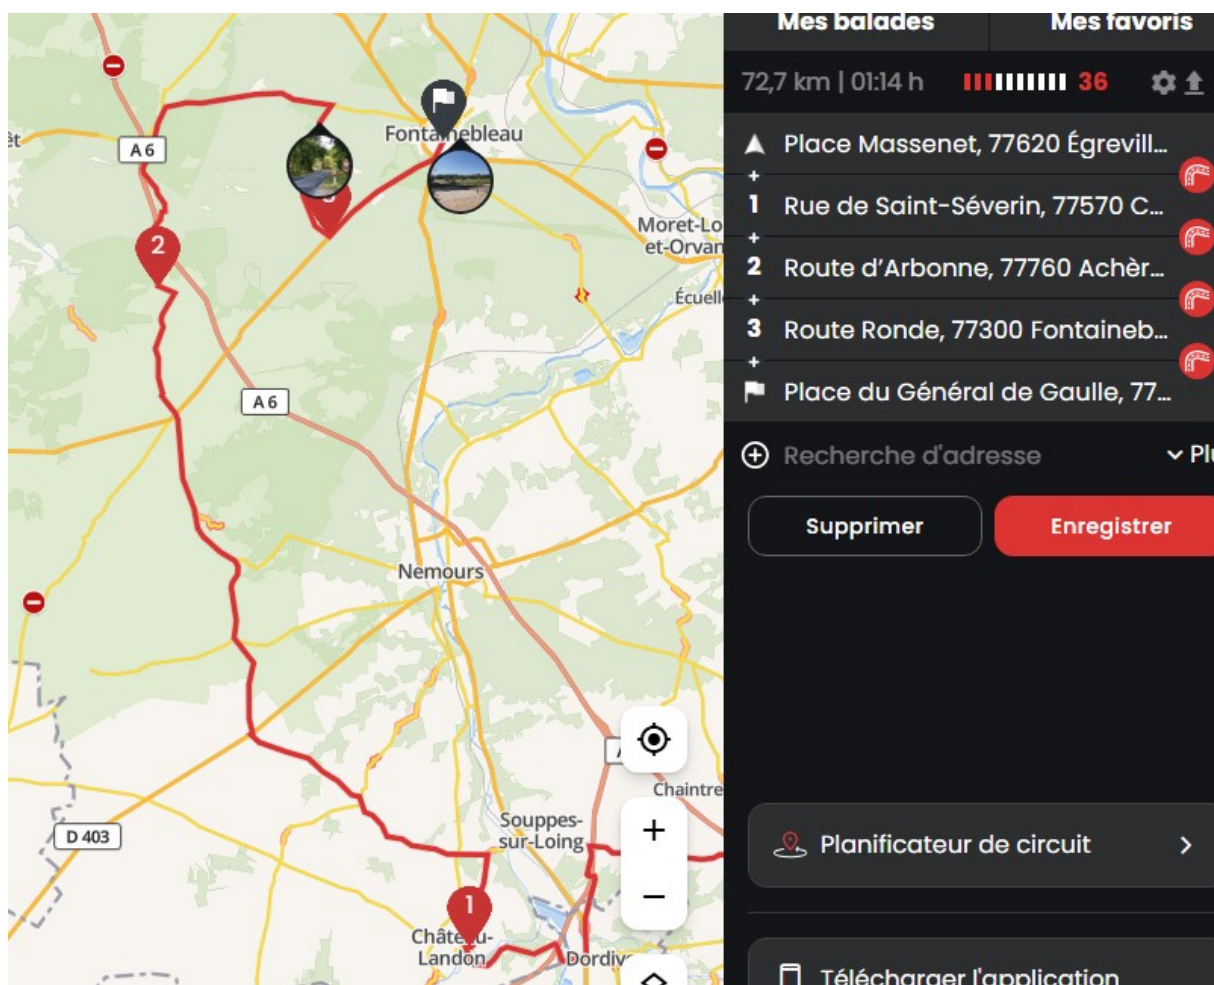 Mes balades
Mes favoris
72,7 km | 01:14 h
36
Place Massenet, 77620 Égrevill...
1 Rue de Saint-Séverin, 77570 C...
2 Route d'Arbonne, 77760 Achèr...
3 Route Ronde, 77300 Fontaineb...
Place du Général de Gaulle, 77...
Recherche d'adresse
Plu
Supprimer
Enregistrer
Planificateur de circuit
Télécharger l'application
A 6
Fontainebleau
Moret-Lo
et-Orvan
2
Écuell
A 6
Nemours
Chaintre
Souppes-
sur-Loing
D 403
1
Château-
Landon
Dordiv